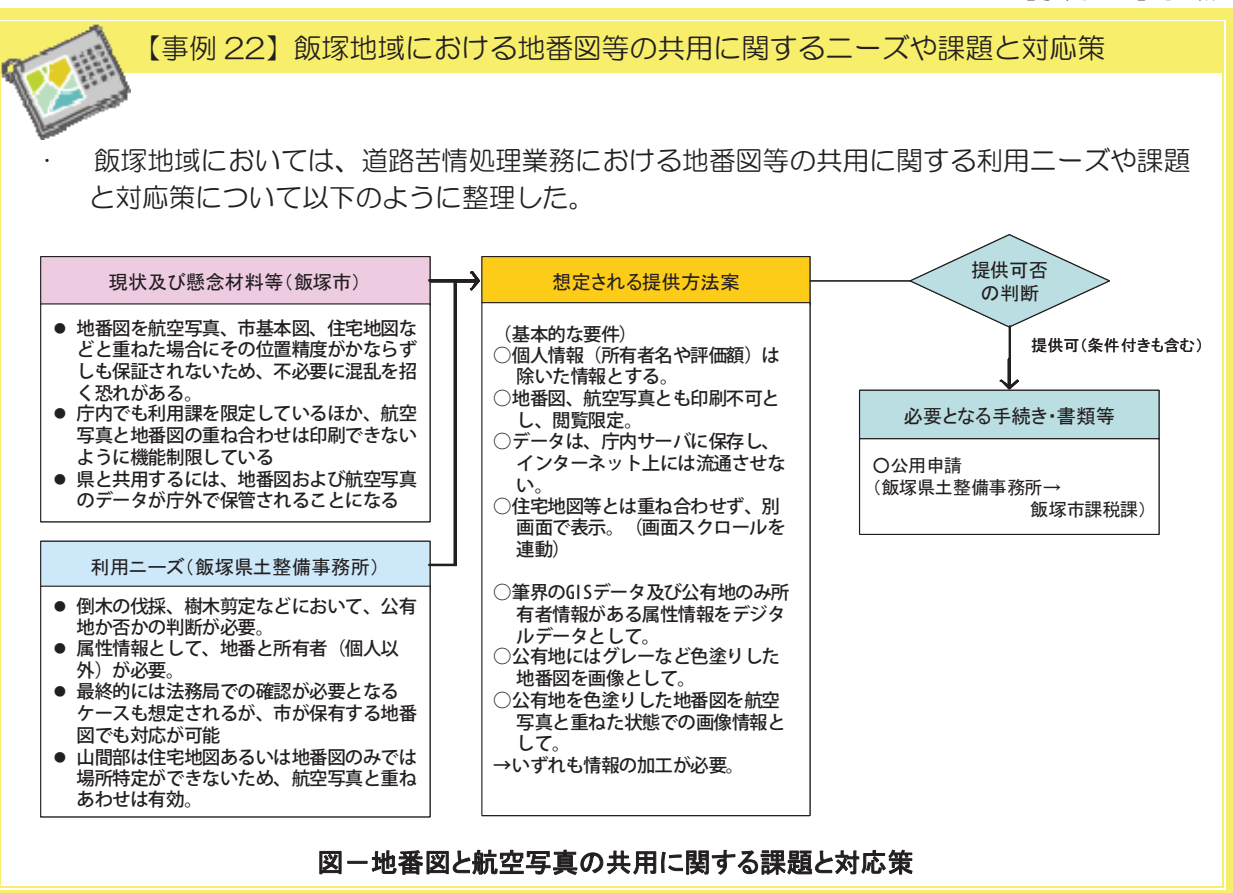 【事例 22】飯塚地域における地番図等の共用に関するニーズや課題と対応策
· 飯塚地域においては、道路苦情処理業務における地番図等の共用に関する利用ニーズや課題
と対応策について以下のように整理した。
現状及び懸念材料等(飯塚市)
● 地番図を航空写真、市基本図、住宅地図な
どと重ねた場合にその位置精度がかならず
しも保証されないため、不必要に混乱を招
く恐れがある。
● 庁内でも利用課を限定しているほか、航空
写真と地番図の重ね合わせは印刷できない
ように機能制限している
● 県と共用するには、地番図および航空写真
のデータが庁外で保管されることになる
利用ニーズ(飯塚県土整備事務所)
● 倒木の伐採、樹木剪定などにおいて、公有
地か否かの判断が必要。
● 属性情報として、地番と所有者（個人以
外）が必要。
● 最終的には法務局での確認が必要となる
ケースも想定されるが、市が保有する地番
図でも対応が可能
● 山間部は住宅地図あるいは地番図のみでは
場所特定ができないため、航空写真と重ね
あわせは有効。
想定される提供方法案
（基本的な要件）
○個人情報（所有者名や評価額）は
除いた情報とする。
○地番図、航空写真とも印刷不可と
し、閲覧限定。
○データは、庁内サーバに保存し、
インターネット上には流通させな
い。
○住宅地図等とは重ね合わせず、別
画面で表示。（画面スクロールを
連動）
○筆界のGISデータ及び公有地のみ所
有者情報がある属性情報をデジタ
ルデータとして。
○公有地にはグレーなど色塗りした
地番図を画像として。
○公有地を色塗りした地番図を航空
写真と重ねた状態での画像情報と
して。
→いずれも情報の加工が必要。
提供可否
の判断
提供可(条件付きも含む)
必要となる手続き・書類等
○公用申請
(飯塚県土整備事務所→
飯塚市課税課)
図－地番図と航空写真の共用に関する課題と対応策